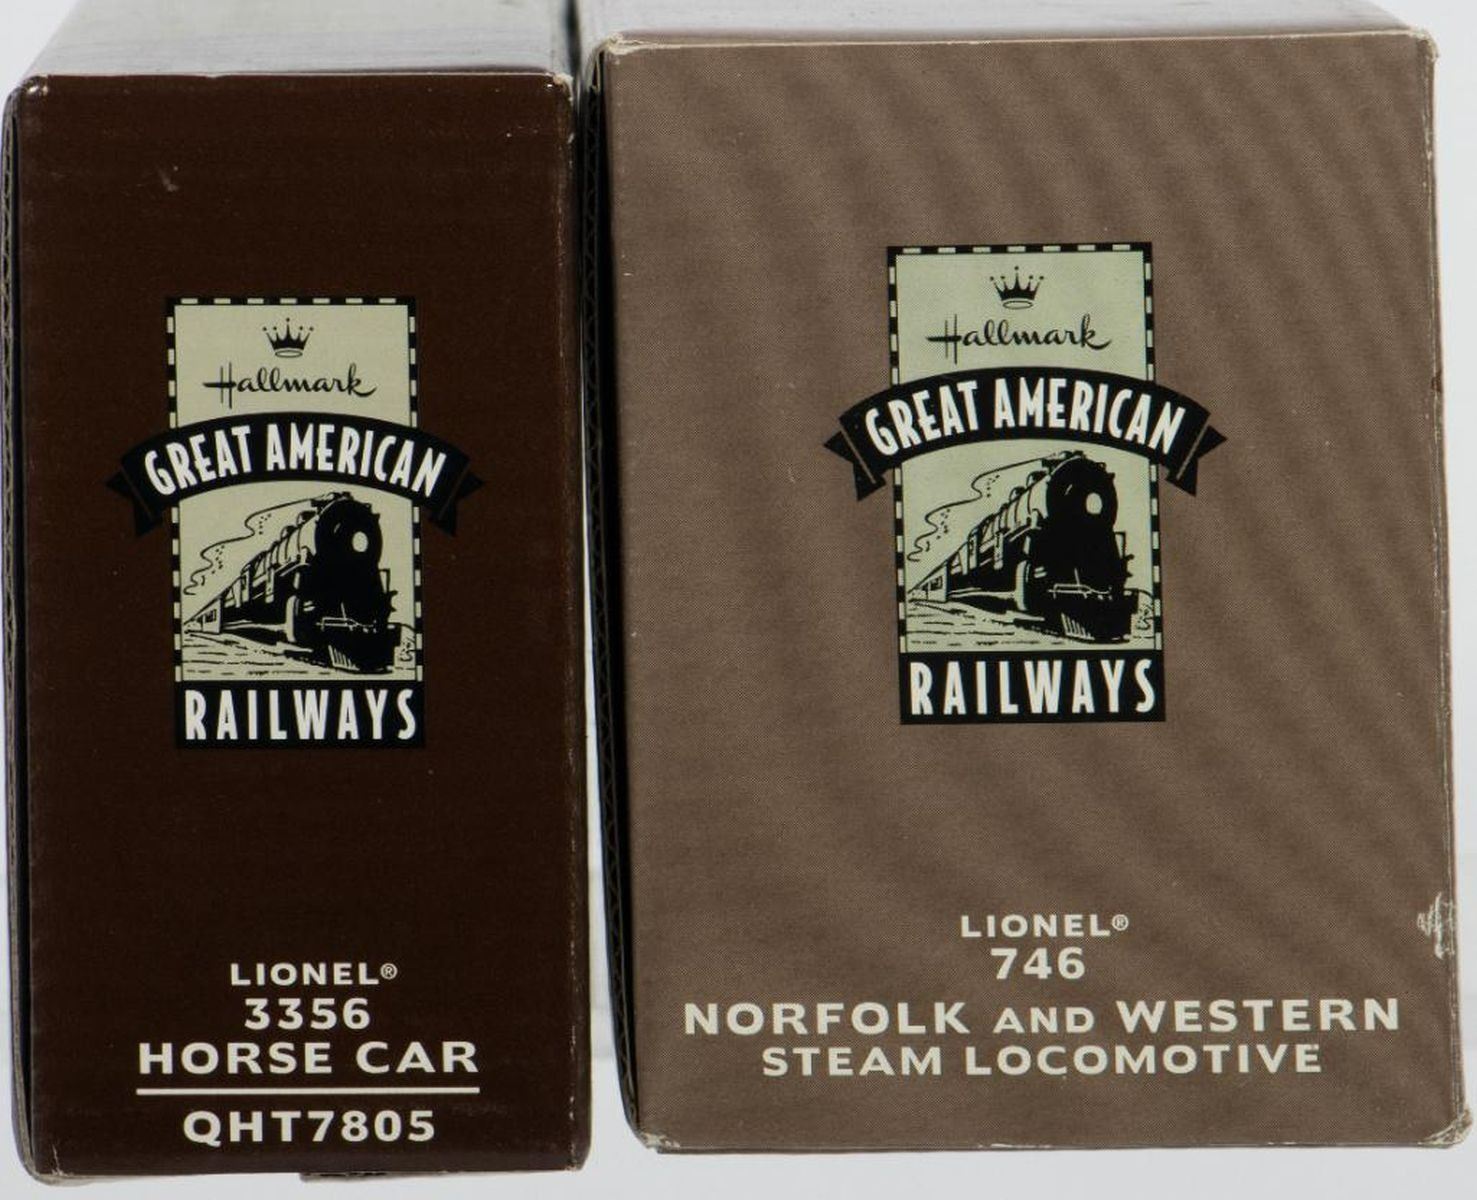 Hallmark
GREAT AMERICAN
RAILWAYS
LIONEL®
3356
HORSE CAR
QHT7805
Hallmark
GREAT AMERICAN
RAILWAYS
LIONEL®
746
NORFOLK AND WESTERN
STEAM LOCOMOTIVE